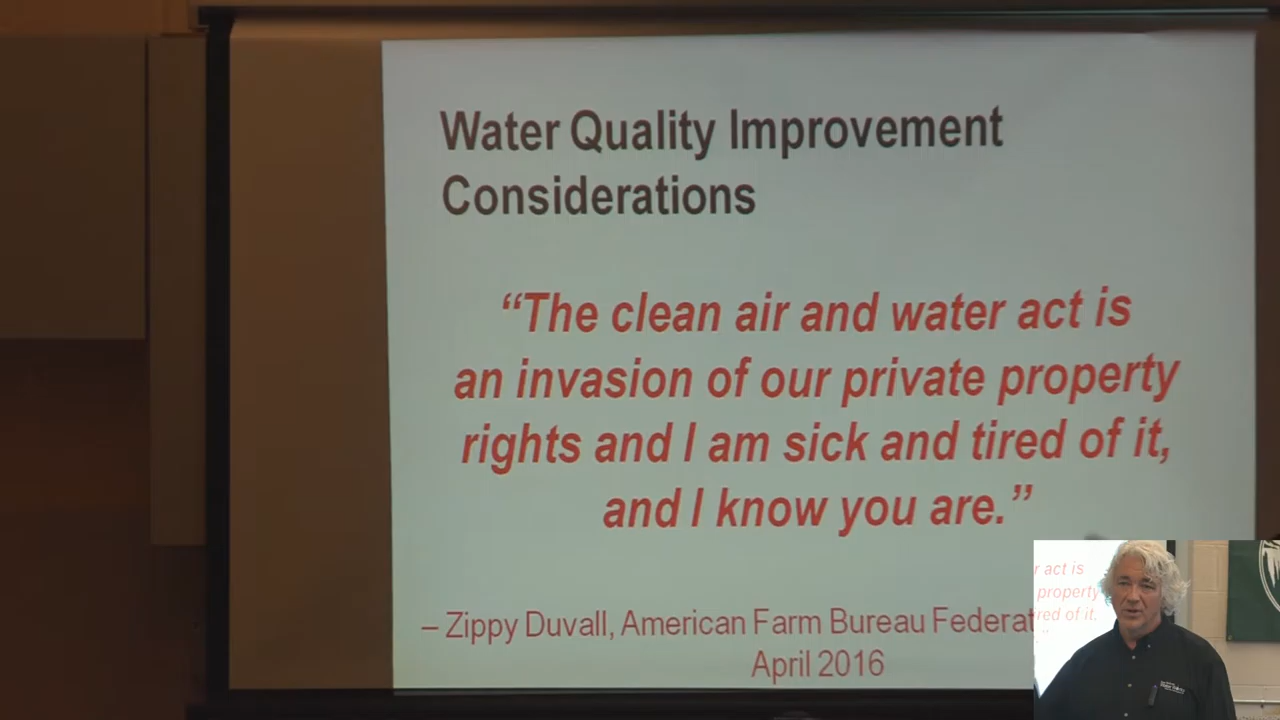 Water Quality Improvement
Considerations
“The clean air and water act is
an invasion of our private property
rights and I am sick and tired of it,
and I know you are.”
– Zippy Duvall, American Farm Bureau Federat
April 2016
r act is
property
red of it,